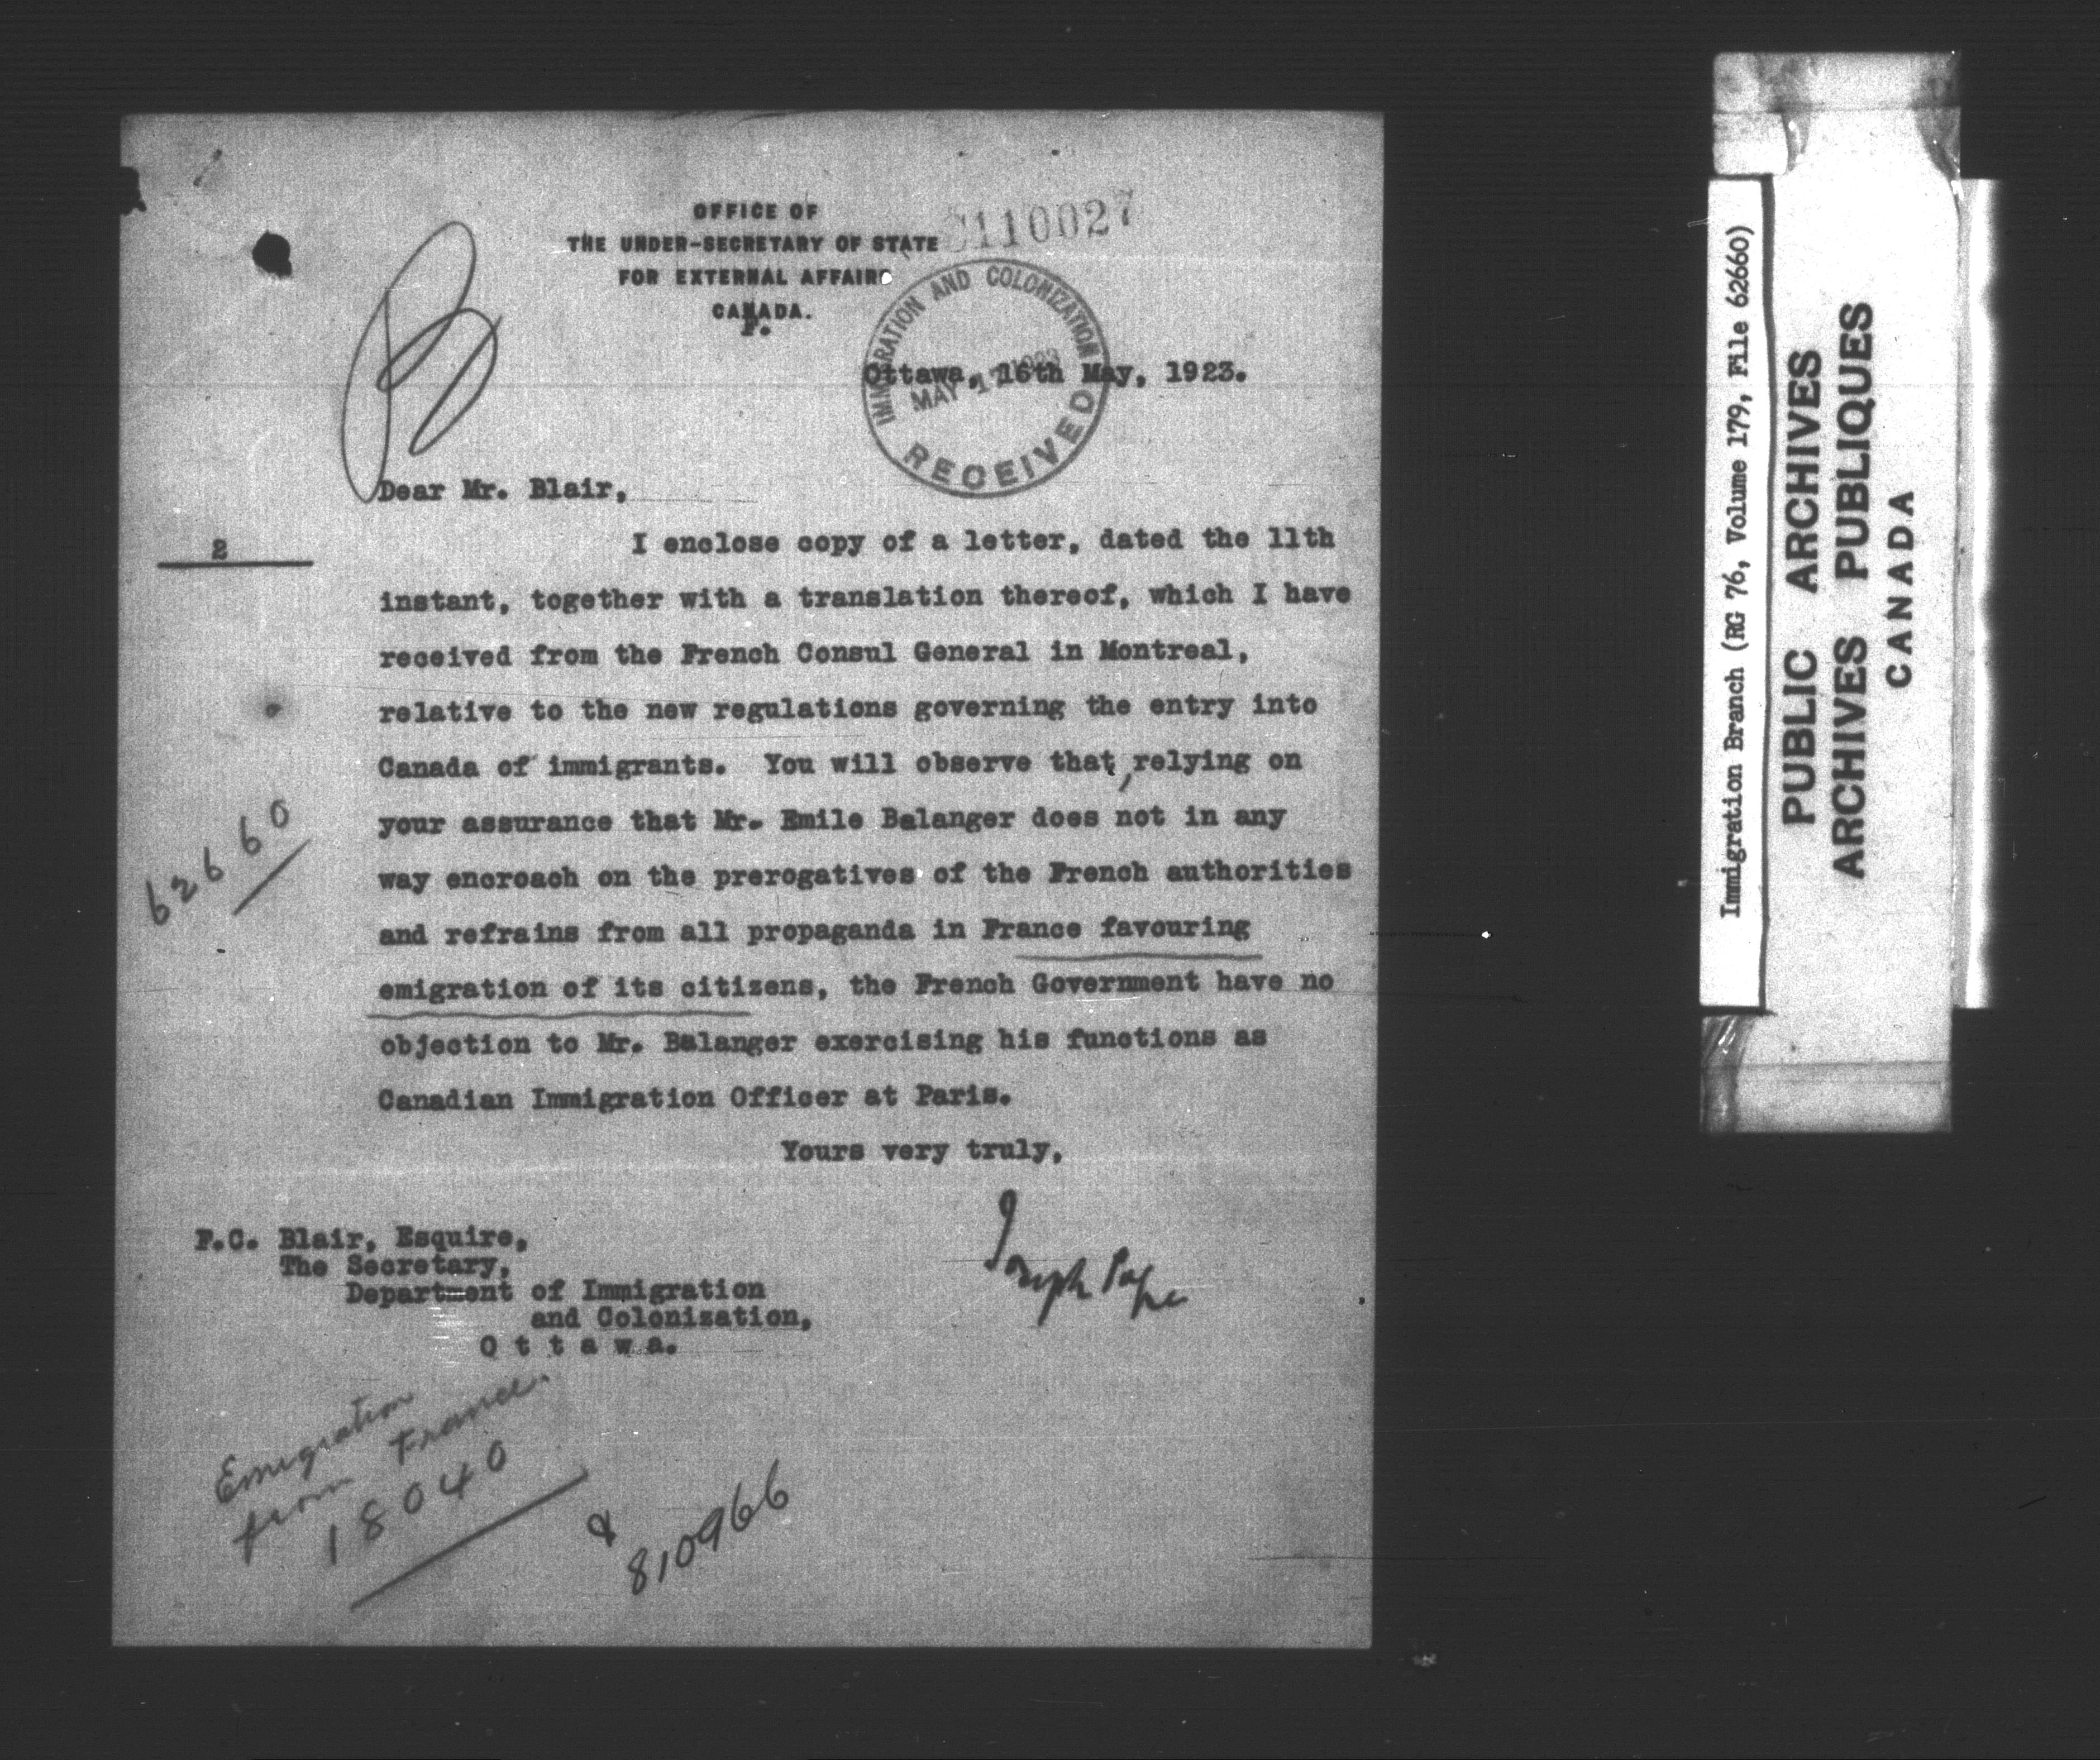 OFFICE OF
THE UNDER-SECRETARY OF STATE
FOR EXTERNAL AFFAIRS
CANADA.
P.
110027
IMMIGRATION AND COLONIZATION
MAY 17 1923
RECEIVED
Ottawa, 16th May, 1923.
Dear Mr. Blair,
2
I enclose copy of a letter, dated the 11th
instant, together with a translation thereof, which I have
received from the French Consul General in Montreal,
relative to the new regulations governing the entry into
Canada of immigrants. You will observe that, relying on
your assurance that Mr. Emile Balanger does not in any
way encroach on the prerogatives of the French authorities
and refrains from all propaganda in France favouring
emigration of its citizens, the French Government have no
objection to Mr. Balanger exercising his functions as
Canadian Immigration Officer at Paris.
Yours very truly,
62660
Joseph Pope
F.C. Blair, Esquire,
The Secretary,
Department of Immigration
and Colonization,
O t t a w a.
Emigration
from France.
18040
&
810966
Immigration Branch (RG 76, Volume 179, File 62660)
PUBLIC ARCHIVES
ARCHIVES PUBLIQUES
CANADA